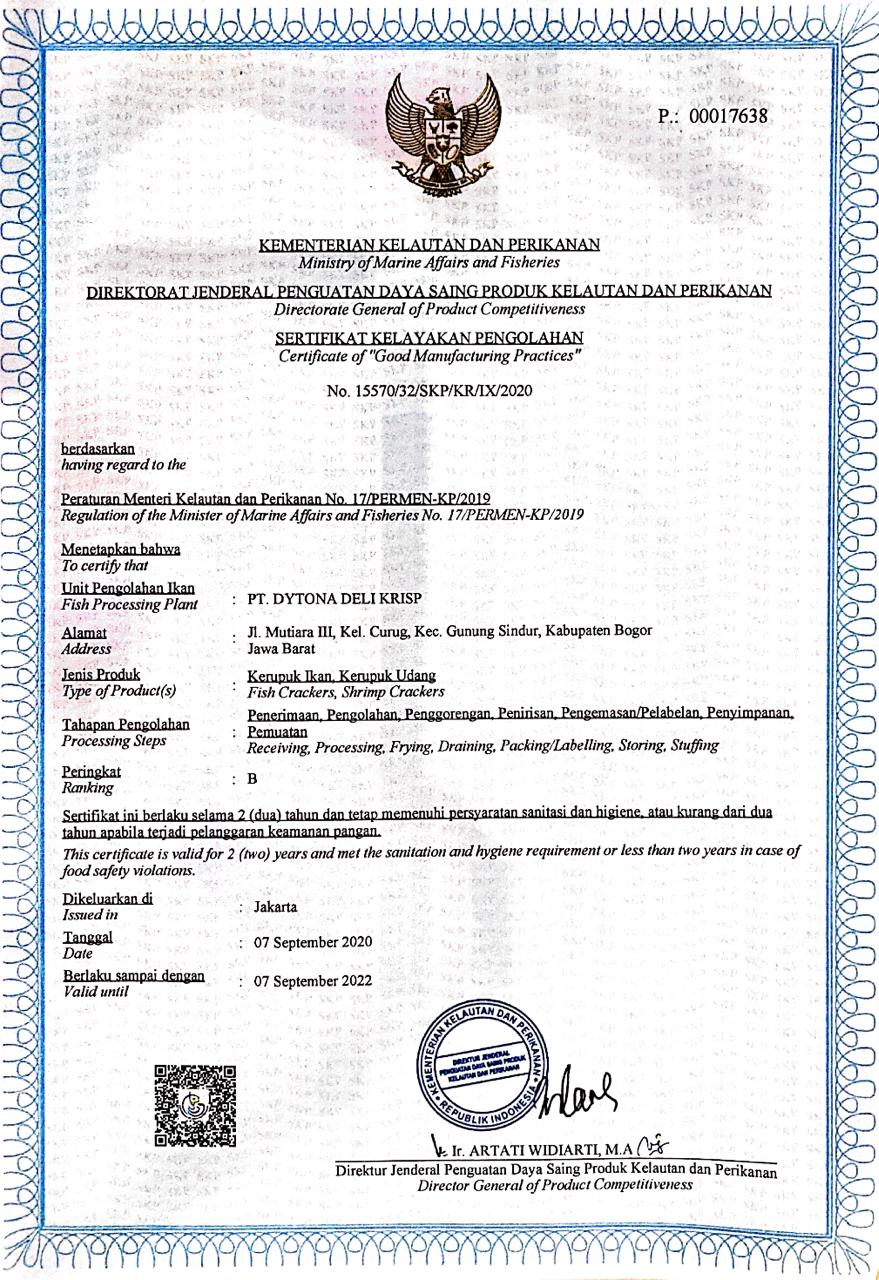 P.: 00017638
KEMENTERIAN KELAUTAN DAN PERIKANAN
Ministry of Marine Affairs and Fisheries
DIREKTORAT JENDERAL PENGUATAN DAYA SAING PRODUK KELAUTAN DAN PERIKANAN
Directorate General of Product Competitiveness
SERTIFIKAT KELAYAKAN PENGOLAHAN
Certificate of "Good Manufacturing Practices"
No. 15570/32/SKP/KR/IX/2020
berdasarkan
having regard to the
Peraturan Menteri Kelautan dan Perikanan No. 17/PERMEN-KP/2019
Regulation of the Minister of Marine Affairs and Fisheries No. 17/PERMEN-KP/2019
Menetapkan bahwa
To certify that
Unit Pengolahan Ikan
Fish Processing Plant : PT. DYTONA DELI KRISP
Alamat : Jl. Mutiara III, Kel. Curug, Kec. Gunung Sindur, Kabupaten Bogor
Address Jawa Barat
Jenis Produk : Kerupuk Ikan, Kerupuk Udang
Type of Product(s) Fish Crackers, Shrimp Crackers
Tahapan Pengolahan : Penerimaan, Pengolahan, Penggorengan, Penirisan, Pengemasan/Pelabelan, Penyimpanan,
Pemuatan
Processing Steps Receiving, Processing, Frying, Draining, Packing/Labelling, Storing, Stuffing
Peringkat : B
Ranking
Sertifikat ini berlaku selama 2 (dua) tahun dan tetap memenuhi persyaratan sanitasi dan higiene, atau kurang dari dua
tahun apabila terjadi pelanggaran keamanan pangan.
This certificate is valid for 2 (two) years and met the sanitation and hygiene requirement or less than two years in case of
food safety violations.
Dikeluarkan di : Jakarta
Issued in
Tanggal : 07 September 2020
Date
Berlaku sampai dengan : 07 September 2022
Valid until
KEMENTERIAN KELAUTAN DAN PERIKANAN
DIREKTUR JENDERAL
PENGUATAN DAYA SAING PRODUK
KELAUTAN DAN PERIKANAN
REPUBLIK INDONESIA
Ir. ARTATI WIDIARTI, M.A
Direktur Jenderal Penguatan Daya Saing Produk Kelautan dan Perikanan
Director General of Product Competitiveness